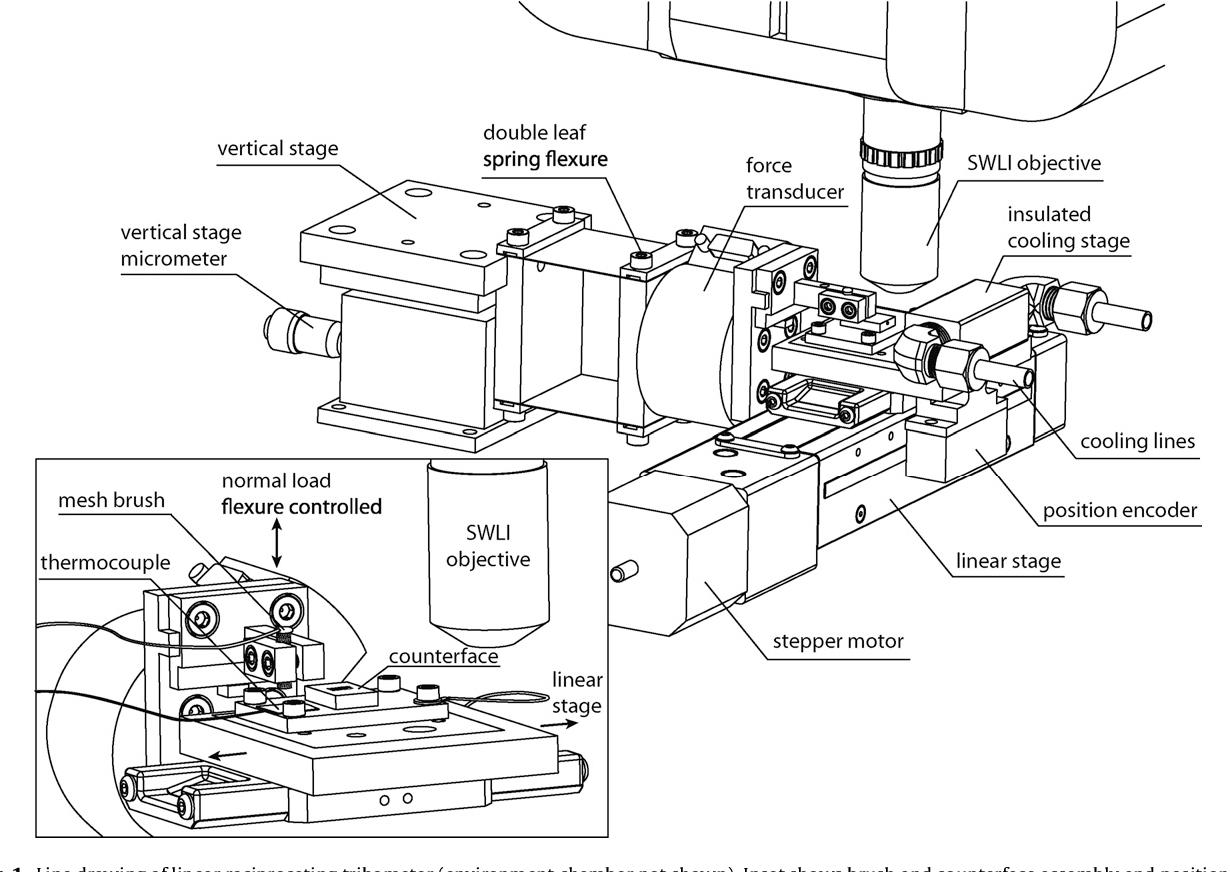 double leaf
spring flexure
vertical stage
force
transducer
SWLI objective
insulated
cooling stage
vertical stage
micrometer
cooling lines
position encoder
linear stage
stepper motor
normal load
flexure controlled
mesh brush
thermocouple
SWLI
objective
counterface
linear
stage
1 Line drawing of linear reciprocating tribometer (environment chamber not shown). Inset shows brush and counterface assembly and position